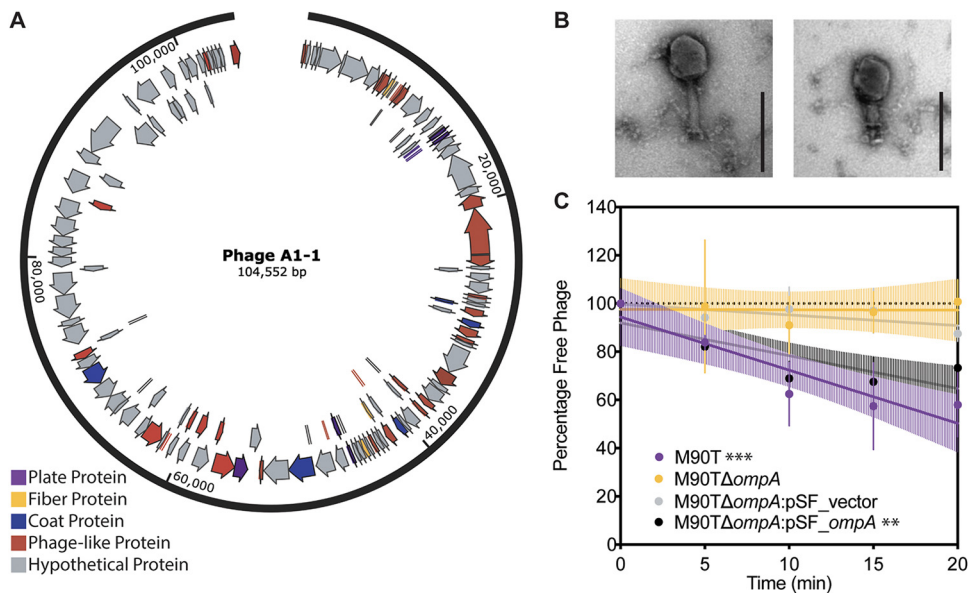 A
100,000
20,000
Phage A1-1
104,552 bp
80,000
40,000
60,000
Plate Protein
Fiber Protein
Coat Protein
Phage-like Protein
Hypothetical Protein
B
C
Percentage Free Phage
140
120
100
80
60
40
20
0
M90T ***
M90TΔompA
M90TΔompA:pSF_vector
M90TΔompA:pSF_ompA **
0 5 10 15 20
Time (min)